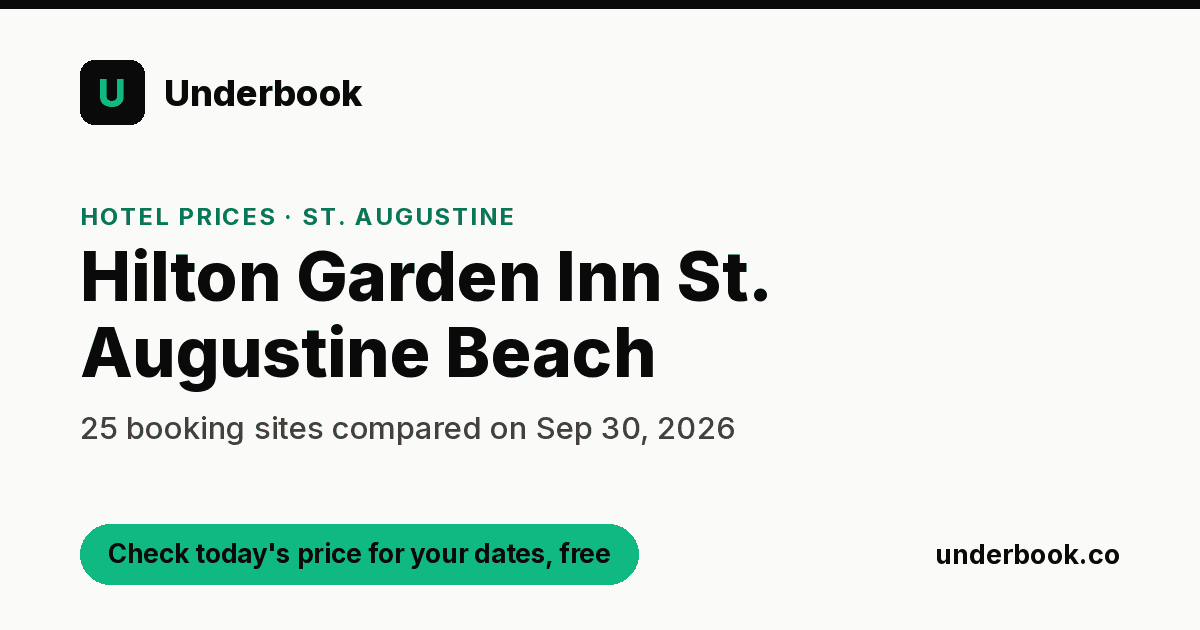 U Underbook
HOTEL PRICES · ST. AUGUSTINE
Hilton Garden Inn St.
Augustine Beach
25 booking sites compared on Sep 30, 2026
Check today's price for your dates, free
underbook.co